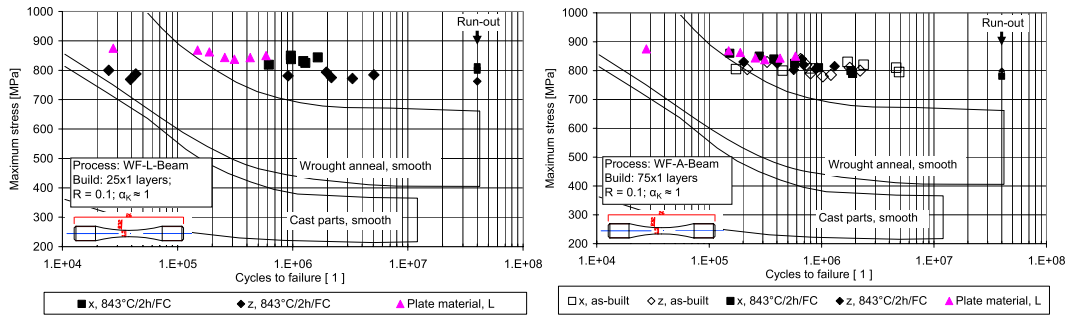 Run-out
1000
900
800
700
600
500
400
300
200
Maximum stress [MPa]
Process: WF-L-Beam
Build: 25x1 layers;
R = 0.1; αK ≈ 1
Wrought anneal, smooth
Cast parts, smooth
1.E+04 1.E+05 1.E+06 1.E+07 1.E+08
Cycles to failure [ 1 ]
x, 843°C/2h/FC z, 843°C/2h/FC Plate material, L
Run-out
1000
900
800
700
600
500
400
300
200
Maximum stress [MPa]
Process: WF-A-Beam
Build: 75x1 layers
R = 0.1; αK ≈ 1
Wrought anneal, smooth
Cast parts, smooth
1.E+04 1.E+05 1.E+06 1.E+07 1.E+08
Cycles to failure [ 1 ]
x, as-built z, as-built x, 843°C/2h/FC z, 843°C/2h/FC Plate material, L